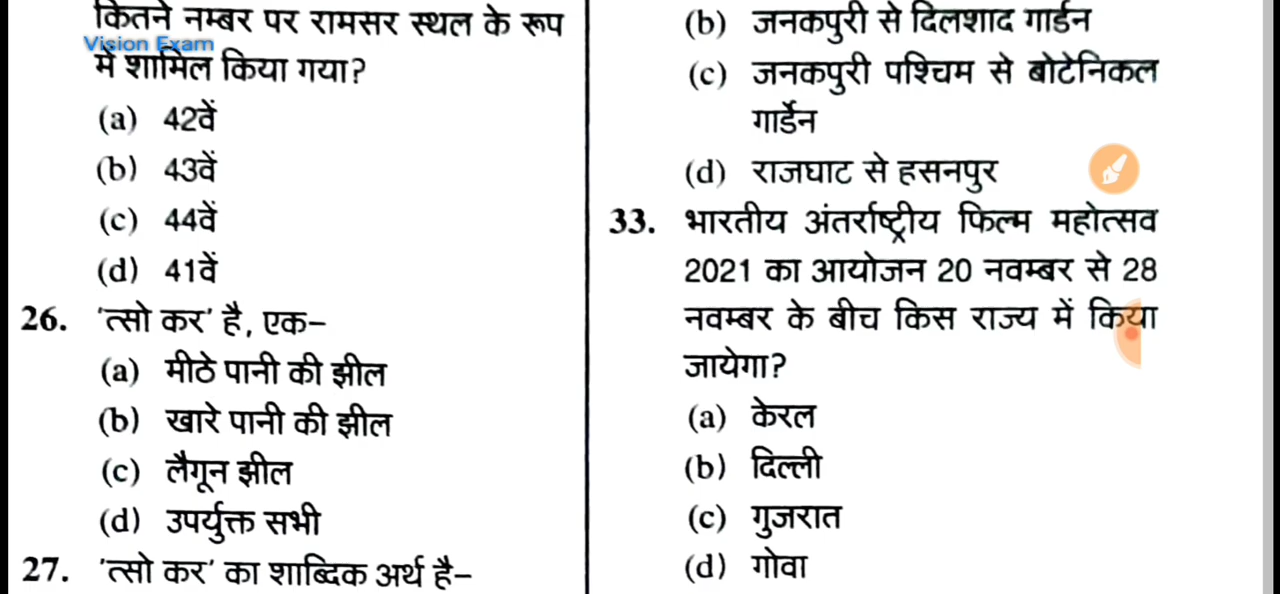 कितने नम्बर पर रामसर स्थल के रूप
Vision Exam
में शामिल किया गया?
(a) 42वें
(b) 43वें
(c) 44वें
(d) 41वें
26. 'त्सो कर' है, एक–
(a) मीठे पानी की झील
(b) खारे पानी की झील
(c) लैगून झील
(d) उपर्युक्त सभी
27. 'त्सो कर' का शाब्दिक अर्थ है–
(b) जनकपुरी से दिलशाद गार्डन
(c) जनकपुरी पश्चिम से बोटेनिकल
गार्डेन
(d) राजघाट से हसनपुर
33. भारतीय अंतर्राष्ट्रीय फिल्म महोत्सव
2021 का आयोजन 20 नवम्बर से 28
नवम्बर के बीच किस राज्य में किया
जायेगा?
(a) केरल
(b) दिल्ली
(c) गुजरात
(d) गोवा